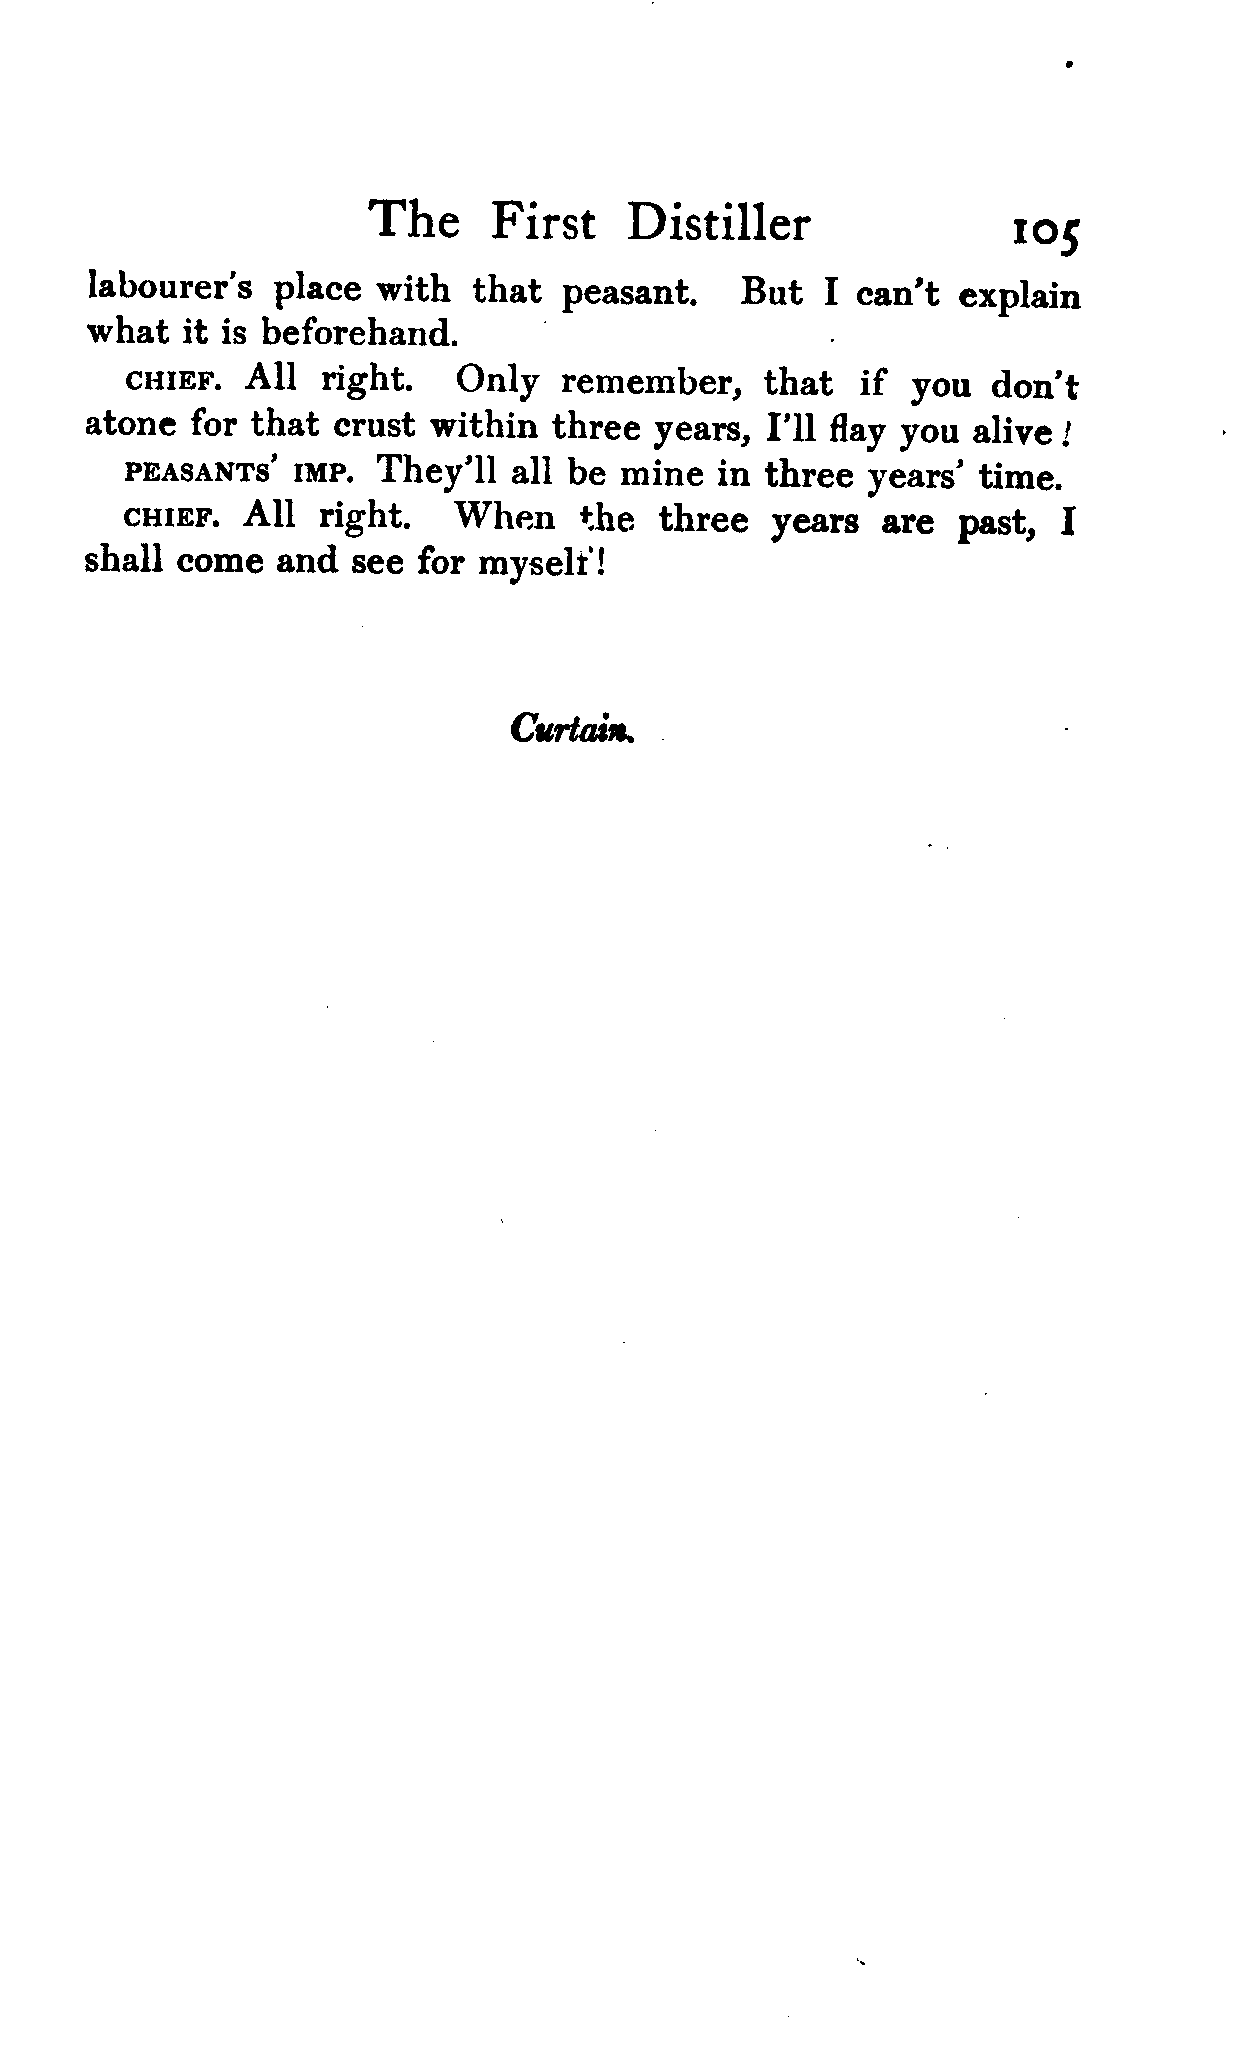 The First Distiller 105
labourer's place with that peasant. But I can't explain
what it is beforehand.
CHIEF. All right. Only remember, that if you don't
atone for that crust within three years, I'll flay you alive!
PEASANTS' IMP. They'll all be mine in three years' time.
CHIEF. All right. When the three years are past, I
shall come and see for myself!
Curtain.